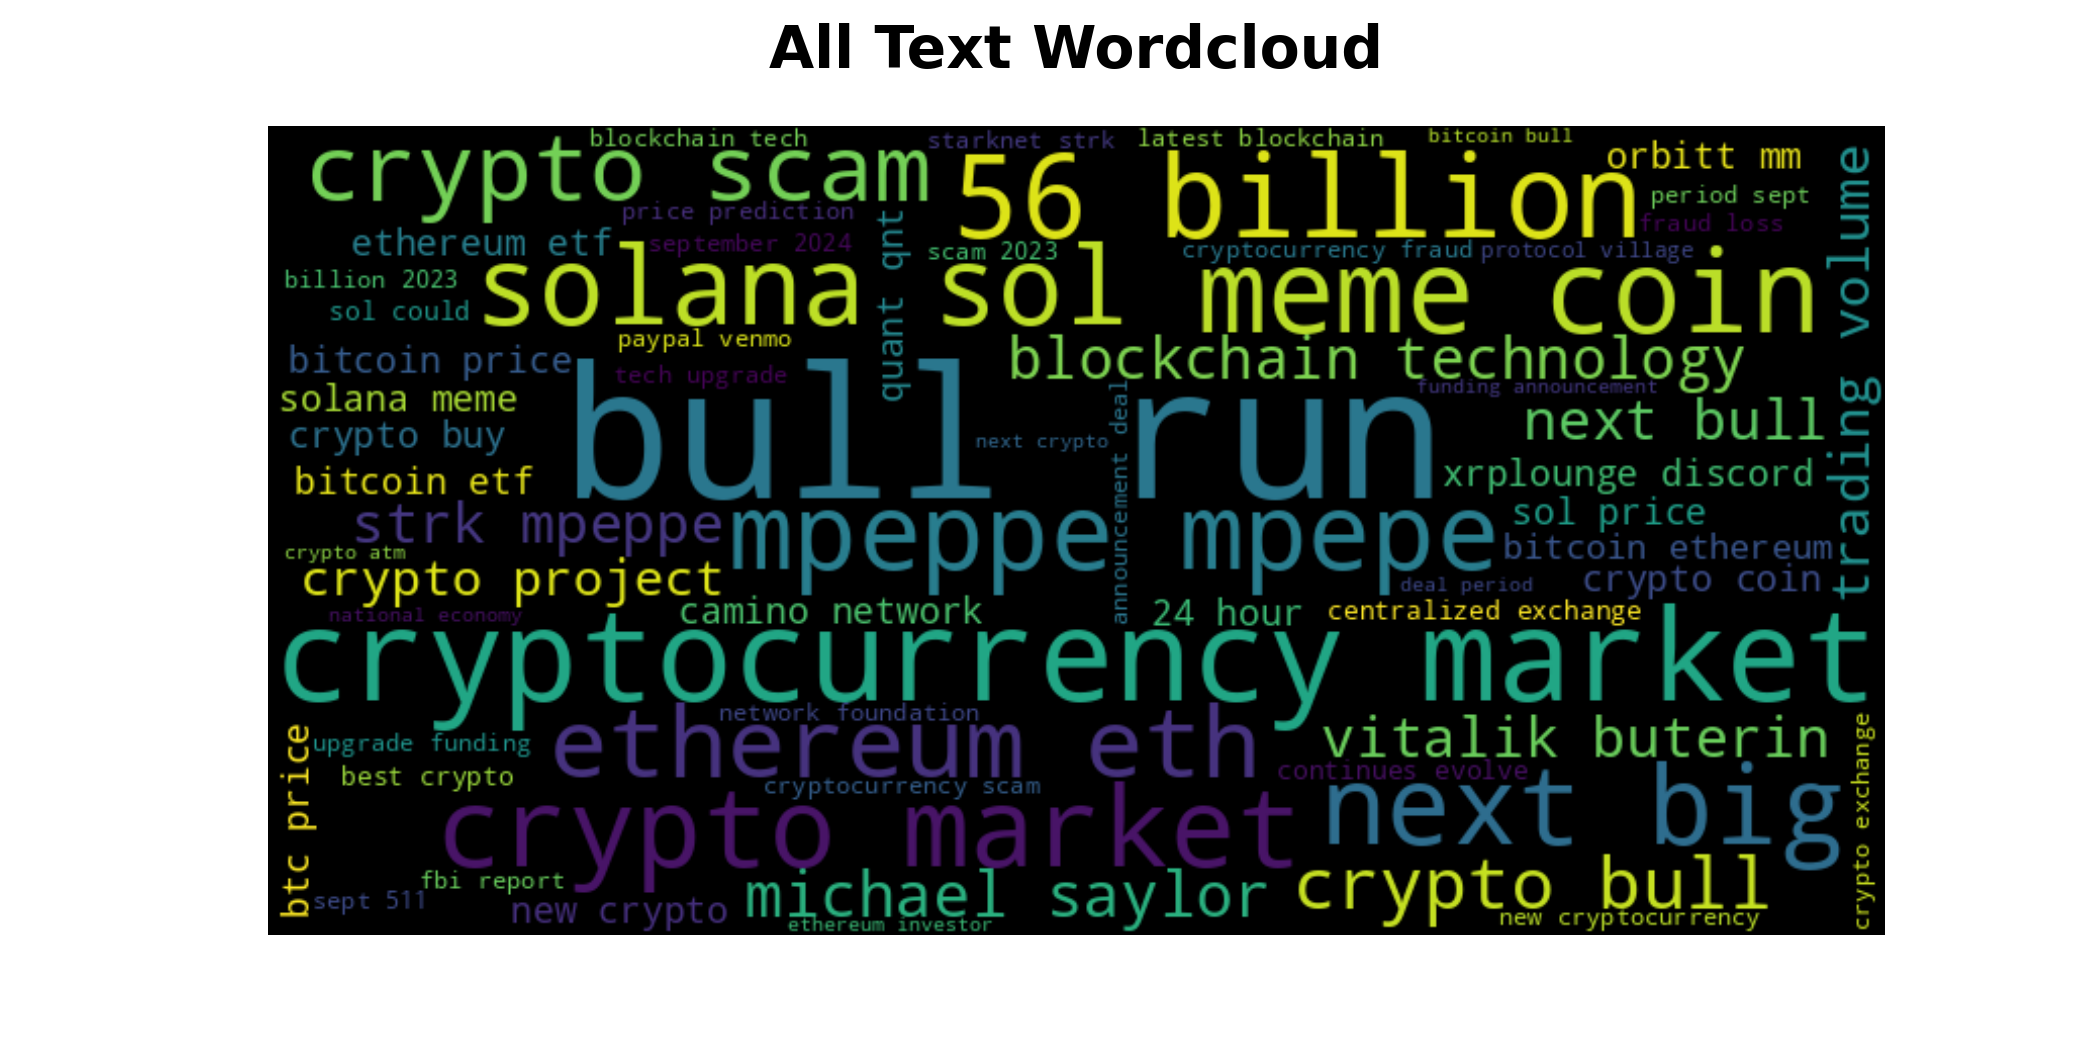 All Text Wordcloud
blockchain tech
starknet strk
latest blockchain
bitcoin bull
crypto scam
56 billion
orbitt mm
period sept
price prediction
fraud loss
ethereum etf
september 2024
quant qnt
scam 2023
cryptocurrency fraud
protocol village
trading volume
billion 2023
solana sol
meme coin
sol could
paypal venmo
bitcoin price
blockchain technology
tech upgrade
funding announcement
solana meme
bull run
announcement deal
next bull
crypto buy
next crypto
bitcoin etf
xrplounge discord
strk mpeppe
mpeppe mpepe
sol price
crypto atm
bitcoin ethereum
crypto project
deal period
crypto coin
national economy
camino network
24 hour
centralized exchange
cryptocurrency market
btc price
network foundation
upgrade funding
ethereum eth
vitalik buterin
crypto exchange
best crypto
cryptocurrency scam
continues evolve
crypto market
next big
fbi report
michael saylor
crypto bull
sept 511
new crypto
ethereum investor
new cryptocurrency